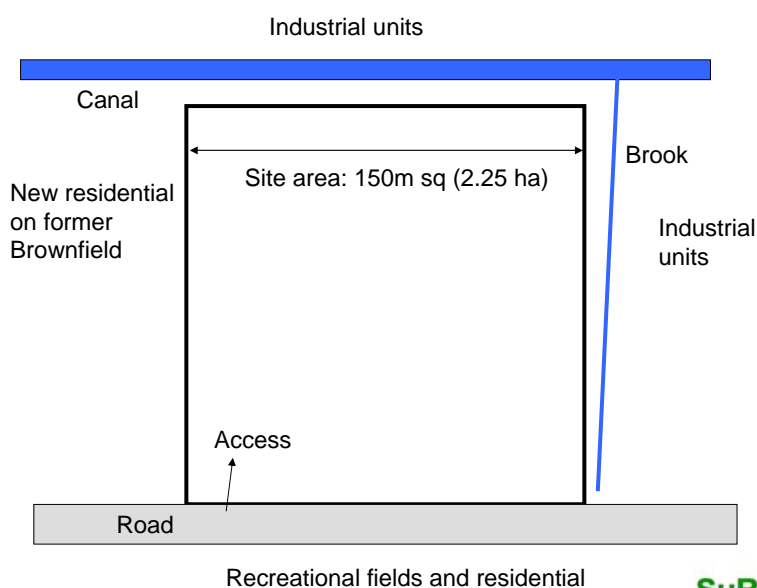 Industrial units
Canal
Brook
Site area: 150m sq (2.25 ha)
New residential
on former
Brownfield
Industrial
units
Access
Road
Recreational fields and residential